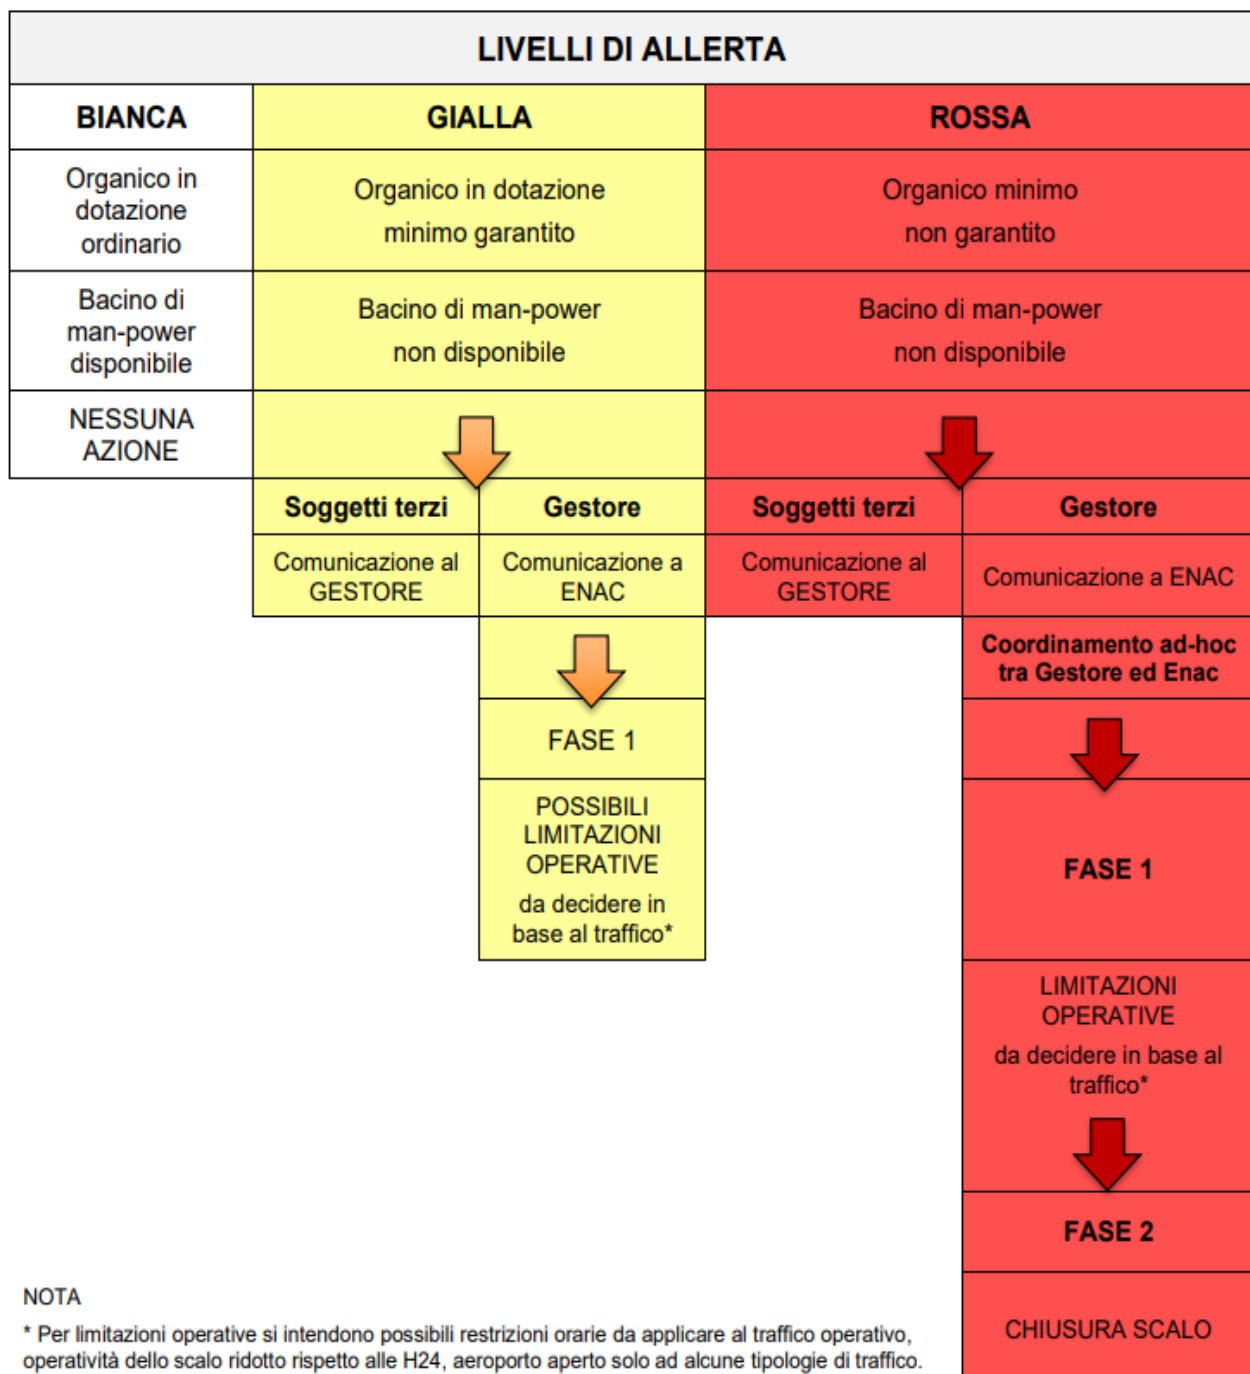 LIVELLI DI ALLERTA
BIANCA
GIALLA
ROSSA
Organico in
dotazione
ordinario
Organico in dotazione
minimo garantito
Organico minimo
non garantito
Bacino di
man-power
disponibile
Bacino di man-power
non disponibile
Bacino di man-power
non disponibile
NESSUNA
AZIONE
Soggetti terzi
Gestore
Soggetti terzi
Gestore
Comunicazione al
GESTORE
Comunicazione a
ENAC
Comunicazione al
GESTORE
Comunicazione a ENAC
Coordinamento ad-hoc
tra Gestore ed Enac
FASE 1
POSSIBILI
LIMITAZIONI
OPERATIVE
da decidere in
base al traffico*
FASE 1
LIMITAZIONI
OPERATIVE
da decidere in base al
traffico*
FASE 2
CHIUSURA SCALO
NOTA
* Per limitazioni operative si intendono possibili restrizioni orarie da applicare al traffico operativo,
operatività dello scalo ridotto rispetto alle H24, aeroporto aperto solo ad alcune tipologie di traffico.